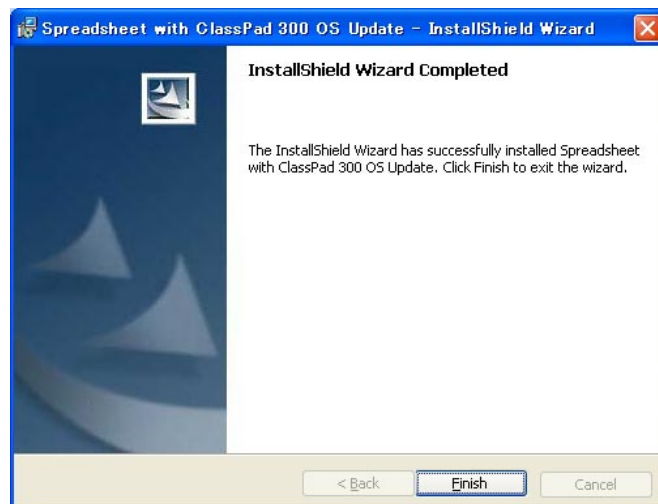 Spreadsheet with ClassPad 300 OS Update - InstallShield Wizard
InstallShield Wizard Completed
The InstallShield Wizard has successfully installed Spreadsheet
with ClassPad 300 OS Update. Click Finish to exit the wizard.
< Back
Finish
Cancel